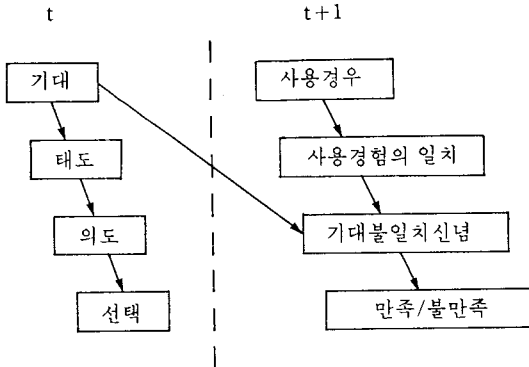 t
t+1
기대
태도
의도
선택
사용경우
사용경험의 일치
기대불일치신념
만족/불만족